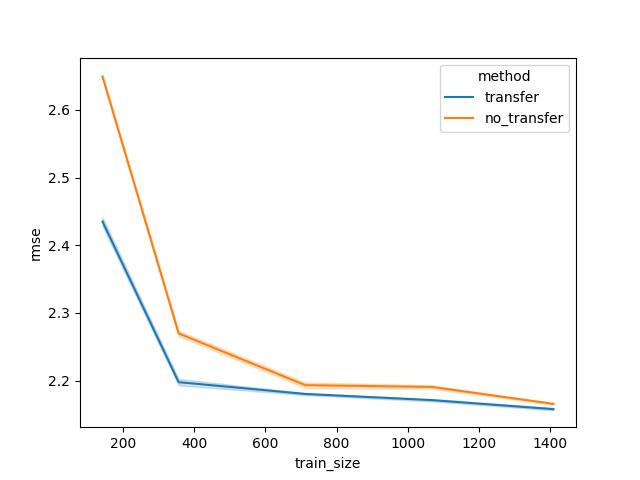 method
transfer
no_transfer
2.6
2.5
2.4
2.3
2.2
rmse
200 400 600 800 1000 1200 1400
train_size